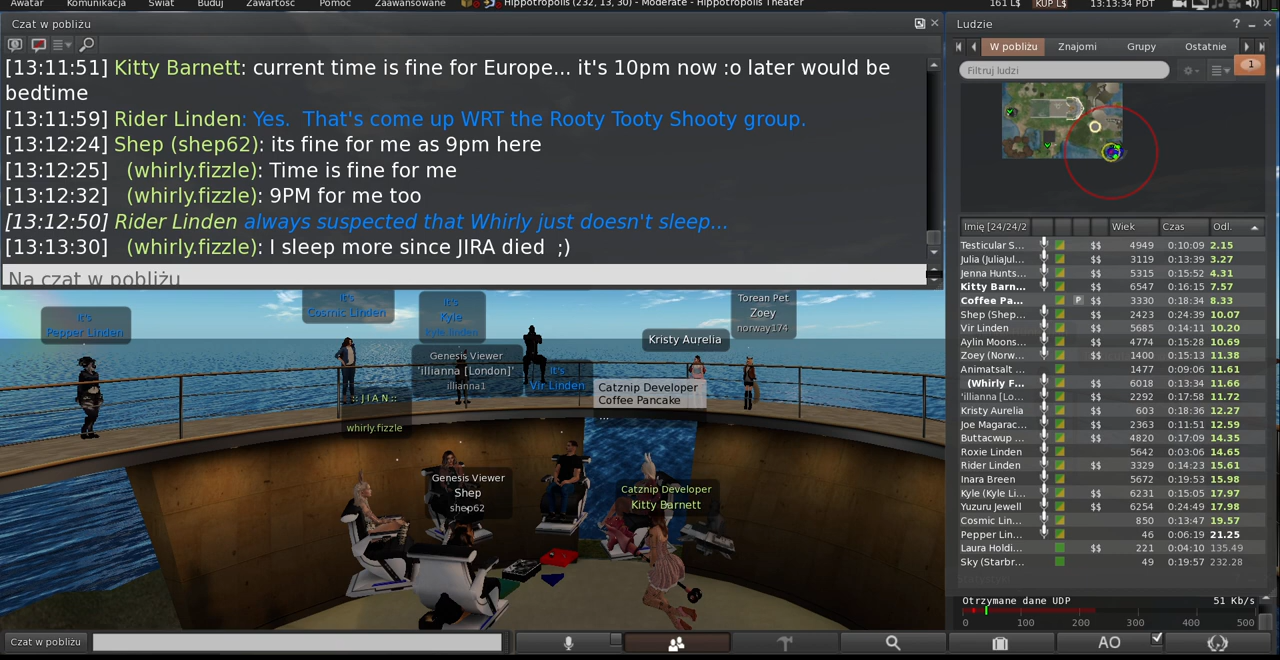 Awatar Komunikacja Świat Buduj Zawartość Pomoc Zaawansowane Hippotropolis (232, 13, 30) - Moderate - Hippotropolis Theater 161 L$ KUP L$ 13:13:34 PDT
Czat w pobliżu
[13:11:51] Kitty Barnett: current time is fine for Europe... it's 10pm now :o later would be
bedtime
[13:11:59] Rider Linden: Yes.  That's come up WRT the Rooty Tooty Shooty group.
[13:12:24] Shep (shep62): its fine for me as 9pm here
[13:12:25]   (whirly.fizzle): Time is fine for me
[13:12:32]   (whirly.fizzle): 9PM for me too
[13:12:50] Rider Linden always suspected that Whirly just doesn't sleep...
[13:13:30]   (whirly.fizzle): I sleep more since JIRA died  ;)
Na czat w pobliżu
It's
Pepper Linden
It's
Cosmic Linden
It's
Kyle
kyle.linden
Torean Pet
Zoey
norway174
Kristy Aurelia
Genesis Viewer
'illianna [London]'
illianna1
It's
Vir Linden
Catznip Developer
Coffee Pancake
...
:: J I A N ::
whirly.fizzle
Genesis Viewer
Shep
shep62
Catznip Developer
Kitty Barnett
Ludzie
? _ ×
W pobliżu Znajomi Grupy Ostatnie
Filtruj ludzi
1
Imię [24/24/2 Wiek Czas Odl.
Testicular S... $$ 4949 0:10:09 2.15
Julia (JuliaJul... $$ 3119 0:13:39 3.27
Jenna Hunts... $$ 5315 0:15:52 4.31
Kitty Barn... $$ 6547 0:16:15 7.57
Coffee Pa... P $$ 3330 0:18:34 8.33
Shep (Shep... $$ 2423 0:24:39 10.07
Vir Linden $$ 5685 0:14:11 10.20
Aylin Moons... $$ 4774 0:15:28 10.69
Zoey (Norw... $$ 1400 0:15:13 11.38
Animatsalt ... 1477 0:09:06 11.61
(Whirly F... $$ 6018 0:13:34 11.66
'illianna [Lo... $$ 2292 0:17:58 11.72
Kristy Aurelia $$ 603 0:18:36 12.27
Joe Magarac... $$ 2363 0:11:51 12.59
Buttacwup ... $$ 4820 0:17:09 14.35
Roxie Linden 5642 0:03:06 14.65
Rider Linden $$ 3329 0:14:23 15.61
Inara Breen 5672 0:19:53 15.98
Kyle (Kyle Li... $$ 6231 0:15:05 17.97
Yuzuru Jewell $$ 6254 0:24:49 17.98
Cosmic Lin... 850 0:13:47 19.57
Pepper Lin... 46 0:06:19 21.25
Laura Holdi... $$ 221 0:04:10 135.49
Sky (Starbr... 49 0:19:57 232.28
Otrzymane dane UDP 51 Kb/s
0 100 200 300 400 500
Czat w pobliżu
AO